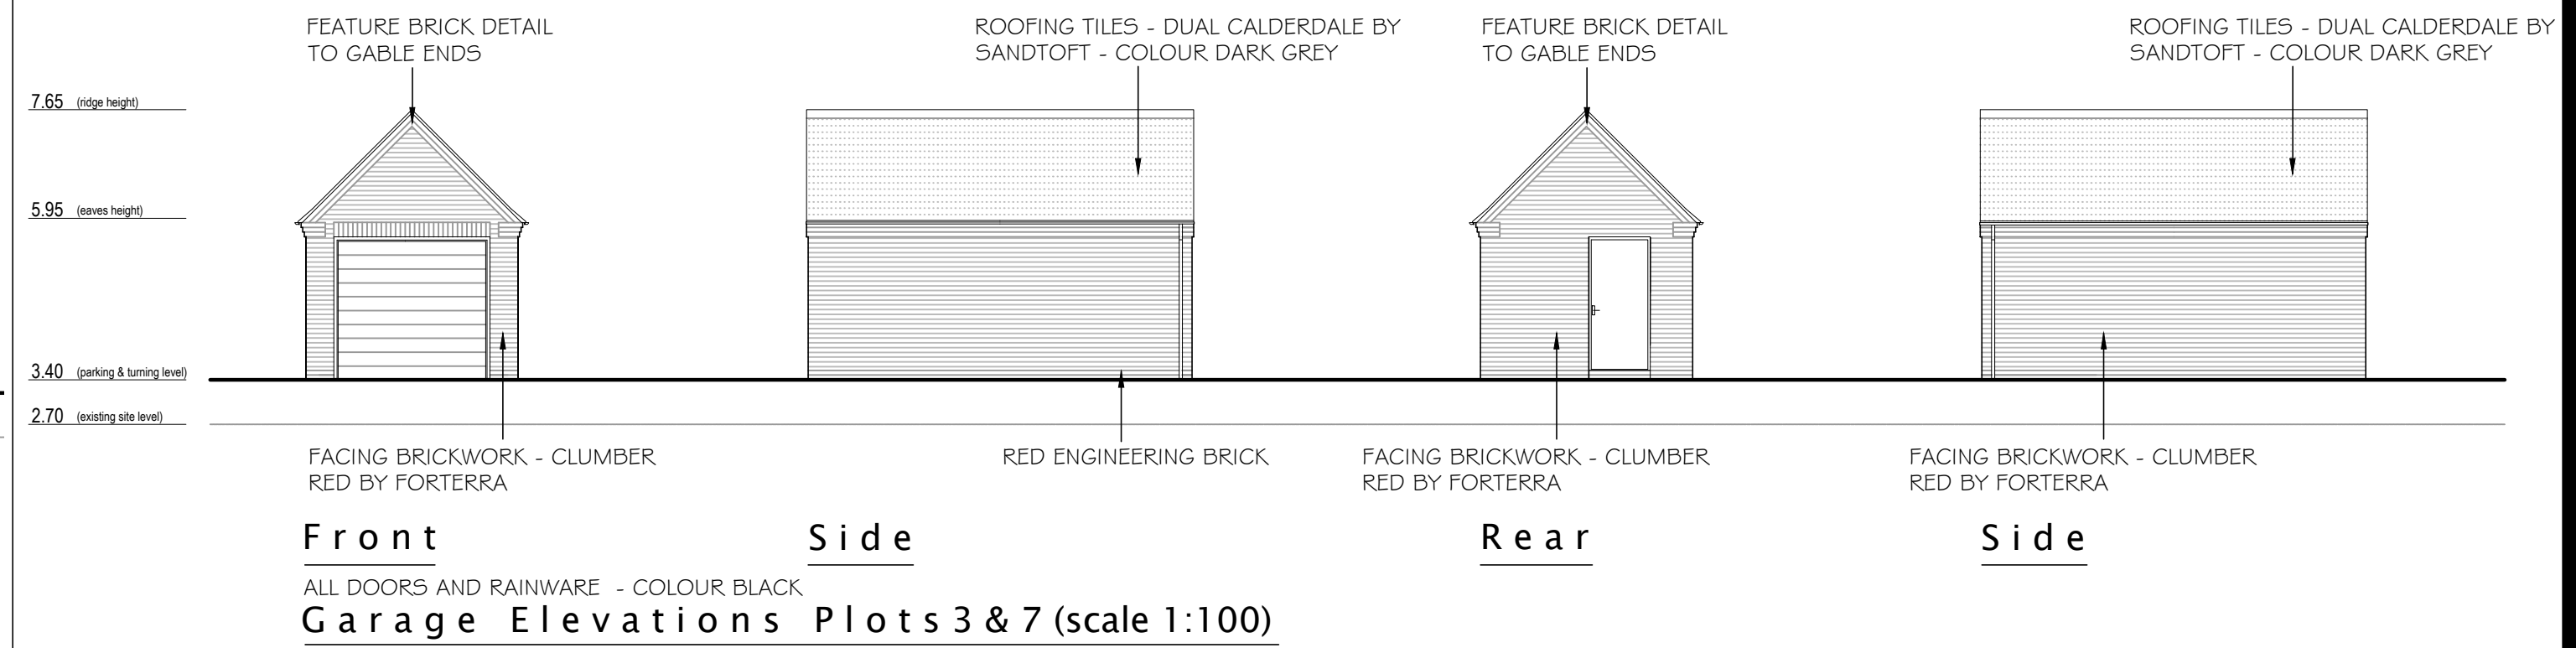 FEATURE BRICK DETAIL
TO GABLE ENDS
ROOFING TILES - DUAL CALDERDALE BY
SANDTOFT - COLOUR DARK GREY
FEATURE BRICK DETAIL
TO GABLE ENDS
ROOFING TILES - DUAL CALDERDALE BY
SANDTOFT - COLOUR DARK GREY
7.65 (ridge height)
5.95 (eaves height)
3.40 (parking & turning level)
2.70 (existing site level)
FACING BRICKWORK - CLUMBER
RED BY FORTERRA
RED ENGINEERING BRICK
FACING BRICKWORK - CLUMBER
RED BY FORTERRA
FACING BRICKWORK - CLUMBER
RED BY FORTERRA
Front
Side
Rear
Side
ALL DOORS AND RAINWARE - COLOUR BLACK
Garage Elevations Plots 3 & 7 (scale 1:100)